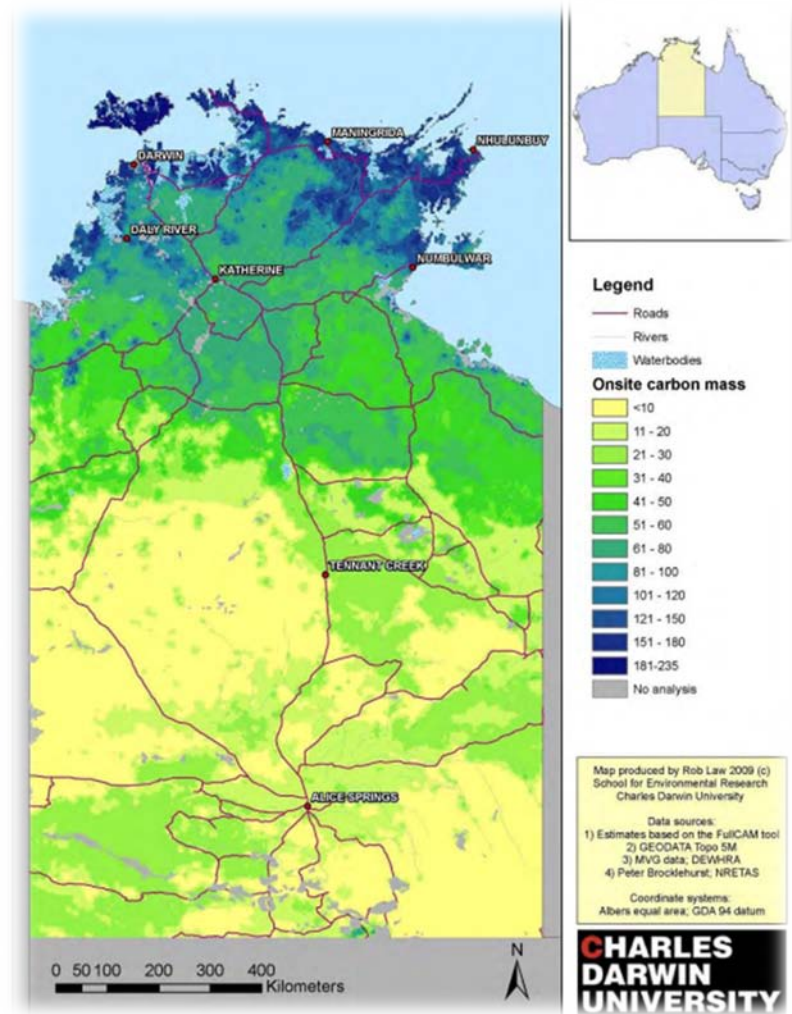 MANINGRIDA
NHULUNBUY
DARWIN
DALY RIVER
NUMBULWAR
KATHERINE
TENNANT CREEK
ALICE SPRINGS
0 50 100 200 300 400
Kilometers
N
Legend
Roads
Rivers
Waterbodies
Onsite carbon mass
<10
11 - 20
21 - 30
31 - 40
41 - 50
51 - 60
61 - 80
81 - 100
101 - 120
121 - 150
151 - 180
181-235
No analysis
Map produced by Rob Law 2009 (c)
School for Environmental Research
Charles Darwin University
Data sources:
1) Estimates based on the FullCAM tool
2) GEODATA Topo 5M
3) MVG data; DEWHRA
4) Peter Brocklehurst; NRETAS
Coordinate systems:
Albers equal area; GDA 94 datum
CHARLES
DARWIN
UNIVERSITY